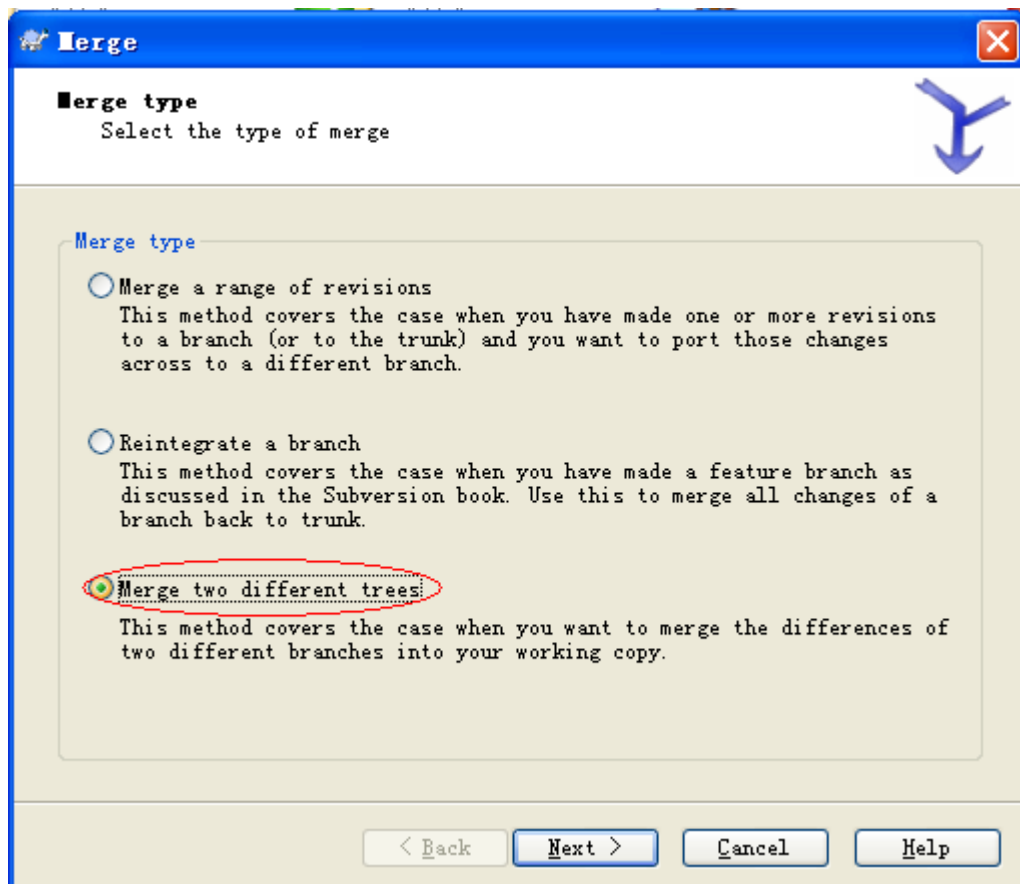 Merge
Merge type
Select the type of merge
Merge type
Merge a range of revisions
This method covers the case when you have made one or more revisions
to a branch (or to the trunk) and you want to port those changes
across to a different branch.
Reintegrate a branch
This method covers the case when you have made a feature branch as
discussed in the Subversion book. Use this to merge all changes of a
branch back to trunk.
Merge two different trees
This method covers the case when you want to merge the differences of
two different branches into your working copy.
< Back Next > Cancel Help